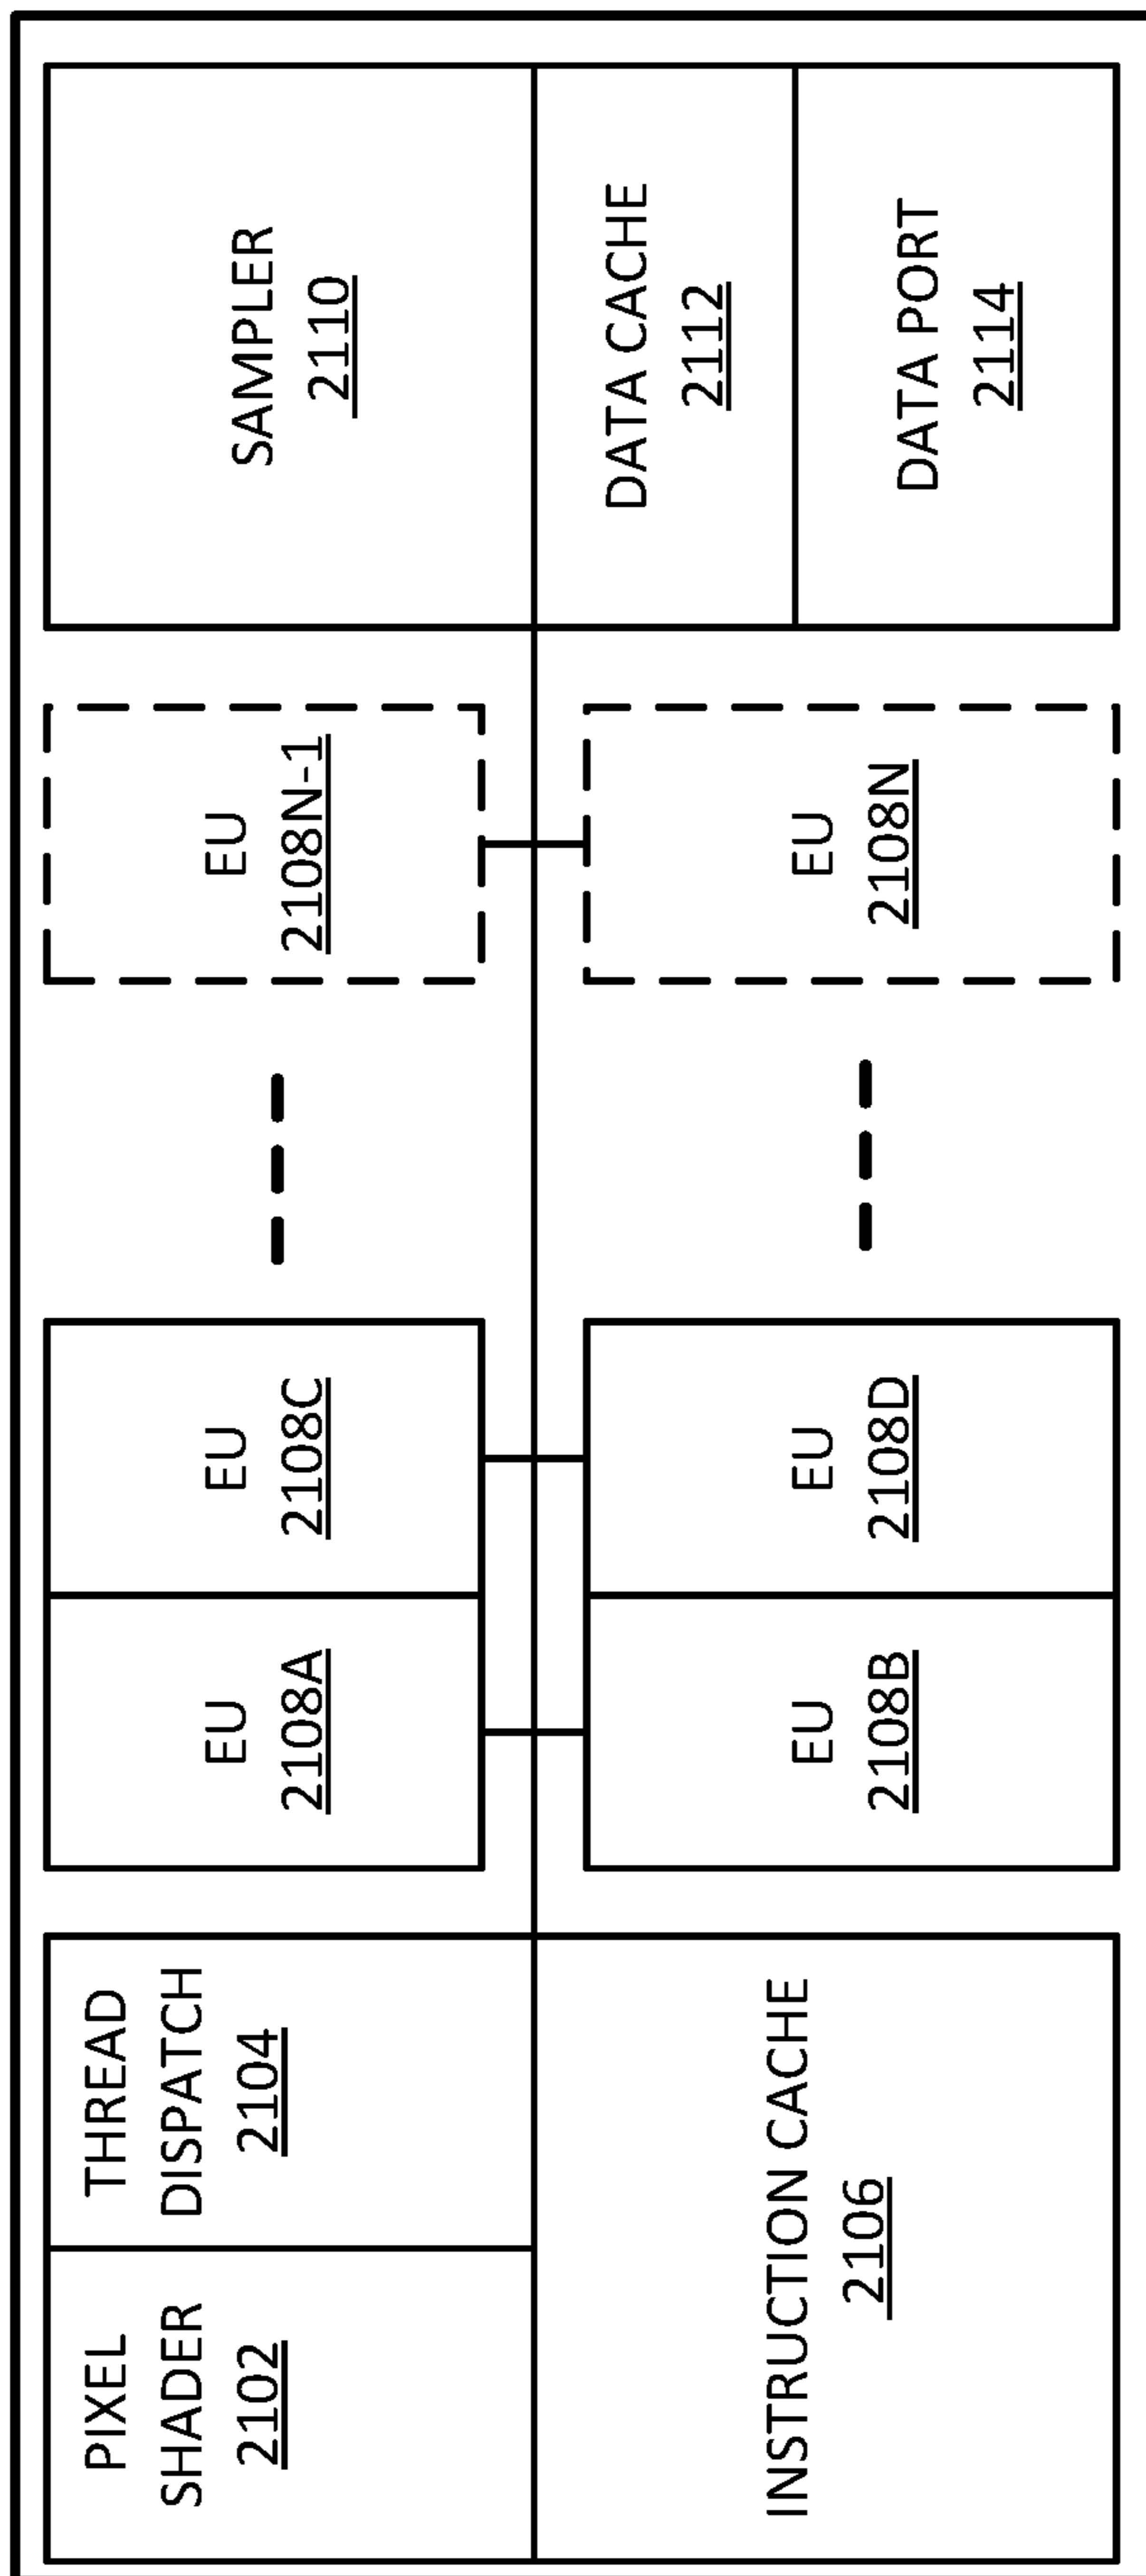 PIXEL
SHADER
2102
THREAD
DISPATCH
2104
INSTRUCTION CACHE
2106
EU
2108A
EU
2108C
EU
2108B
EU
2108D
EU
2108N-1
EU
2108N
SAMPLER
2110
DATA CACHE
2112
DATA PORT
2114